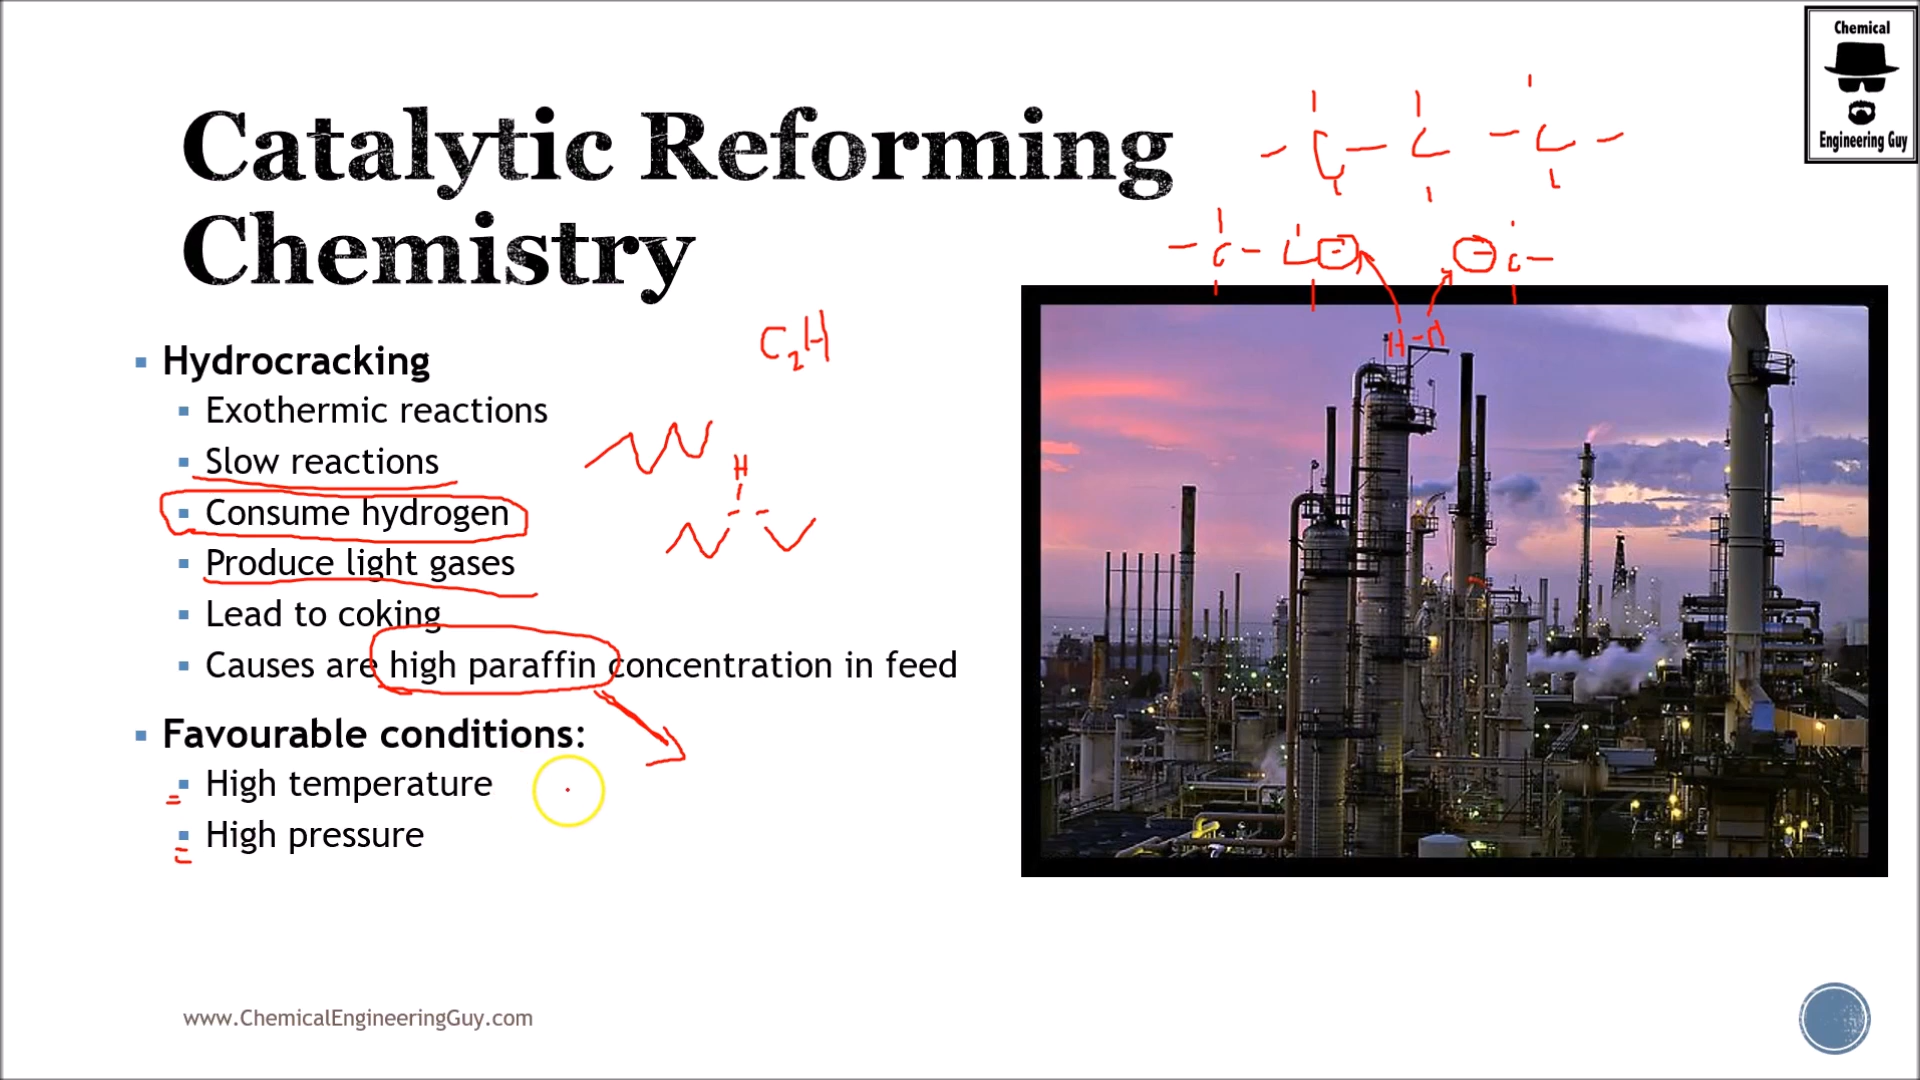 Chemical
Engineering Guy
Catalytic Reforming
Chemistry
C - C - C -
- C - C - - C -
H-H
C2H
Hydrocracking
Exothermic reactions
Slow reactions
H
Consume hydrogen
Produce light gases
Lead to coking
Causes are high paraffin concentration in feed
Favourable conditions:
High temperature
High pressure
www.ChemicalEngineeringGuy.com